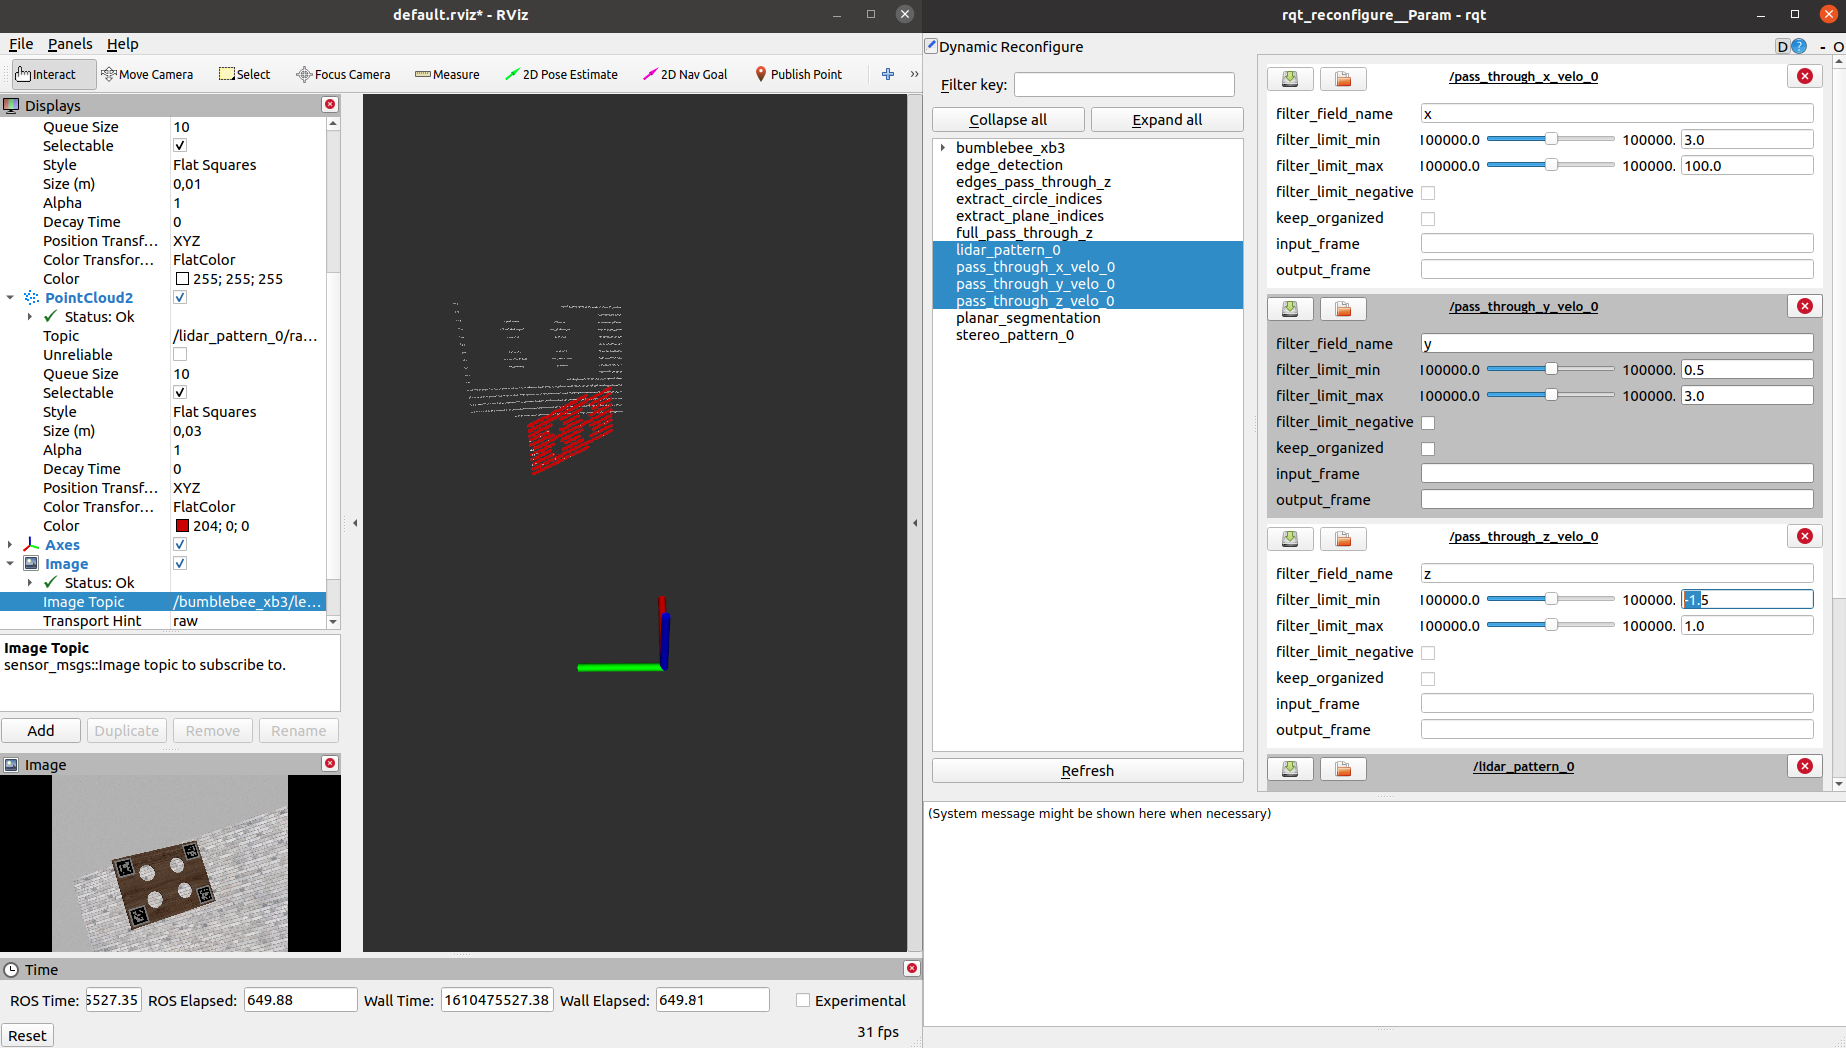 default.rviz* - RViz
File Panels Help
Interact Move Camera Select Focus Camera Measure 2D Pose Estimate 2D Nav Goal Publish Point »
Displays
Queue Size 10
Selectable
Style Flat Squares
Size (m) 0,01
Alpha 1
Decay Time 0
Position Transf... XYZ
Color Transfor... FlatColor
Color 255; 255; 255
PointCloud2
Status: Ok
Topic /lidar_pattern_0/ra...
Unreliable
Queue Size 10
Selectable
Style Flat Squares
Size (m) 0,03
Alpha 1
Decay Time 0
Position Transf... XYZ
Color Transfor... FlatColor
Color 204; 0; 0
Axes
Image
Status: Ok
Image Topic /bumblebee_xb3/le...
Transport Hint raw
Image Topic
sensor_msgs::Image topic to subscribe to.
Add Duplicate Remove Rename
Image
Time
ROS Time: 5527.35 ROS Elapsed: 649.88 Wall Time: 1610475527.38 Wall Elapsed: 649.81 Experimental
Reset 31 fps
rqt_reconfigure__Param - rqt
Dynamic Reconfigure D ? - O
Filter key:
Collapse all Expand all
bumblebee_xb3
edge_detection
edges_pass_through_z
extract_circle_indices
extract_plane_indices
full_pass_through_z
lidar_pattern_0
pass_through_x_velo_0
pass_through_y_velo_0
pass_through_z_velo_0
planar_segmentation
stereo_pattern_0
Refresh
/pass_through_x_velo_0
filter_field_name x
filter_limit_min 100000.0 100000. 3.0
filter_limit_max 100000.0 100000. 100.0
filter_limit_negative
keep_organized
input_frame
output_frame
/pass_through_y_velo_0
filter_field_name y
filter_limit_min 100000.0 100000. 0.5
filter_limit_max 100000.0 100000. 3.0
filter_limit_negative
keep_organized
input_frame
output_frame
/pass_through_z_velo_0
filter_field_name z
filter_limit_min 100000.0 100000. -1.5
filter_limit_max 100000.0 100000. 1.0
filter_limit_negative
keep_organized
input_frame
output_frame
/lidar_pattern_0
(System message might be shown here when necessary)